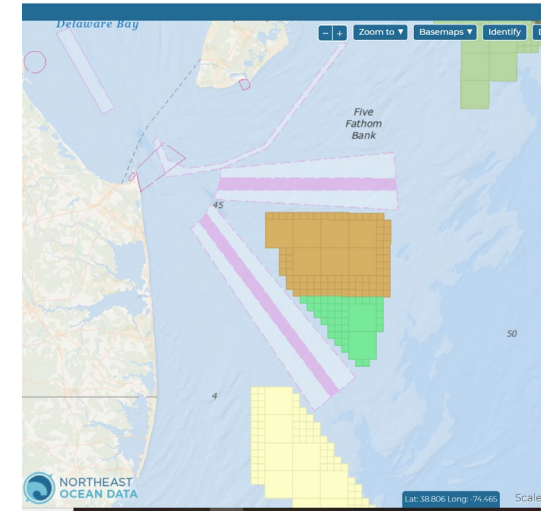 Delaware Bay
− + Zoom to ▼ Basemaps ▼ Identify
Five
Fathom
Bank
45
50
4
NORTHEAST
OCEAN DATA
Lat: 38.806 Long: -74.465 Scale